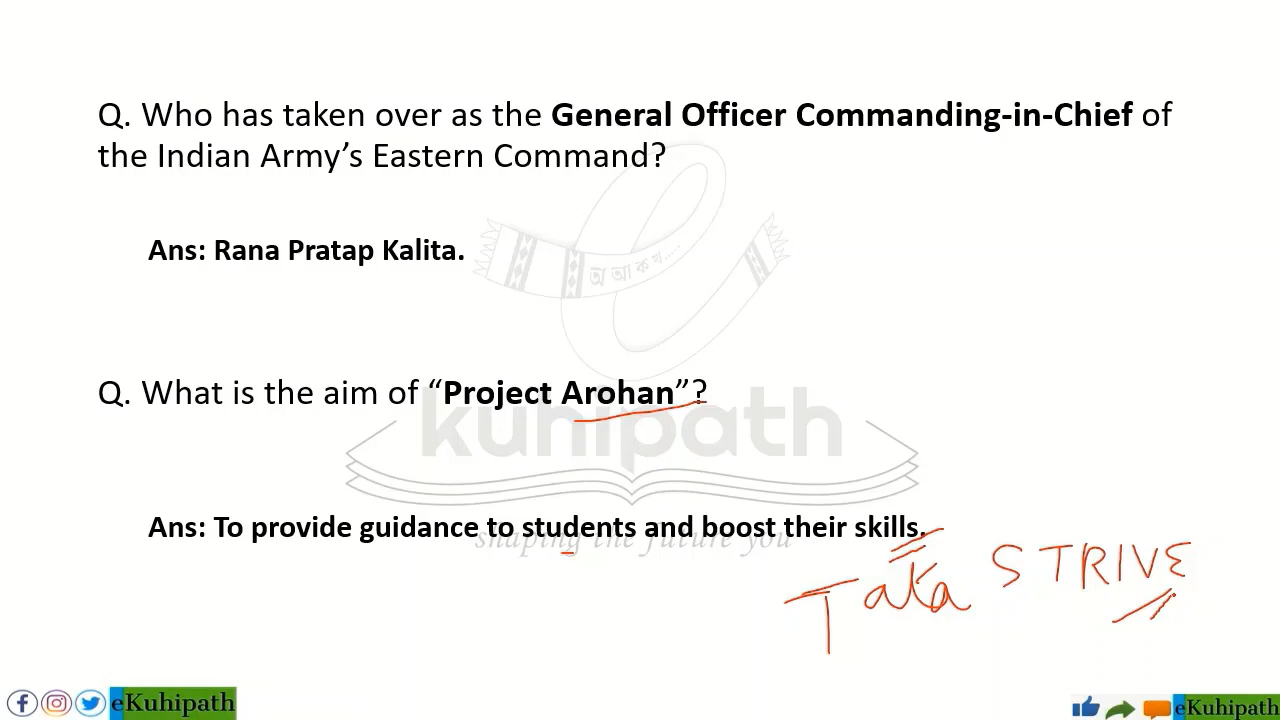 Q. Who has taken over as the General Officer Commanding-in-Chief of
the Indian Army’s Eastern Command?
অ আ ক খ....
Ans: Rana Pratap Kalita.
Q. What is the aim of “Project Arohan”?
kuhipath
Ans: To provide guidance to students and boost their skills.
shaping the future you
Tata STRIVE
eKuhipath
eKuhipath